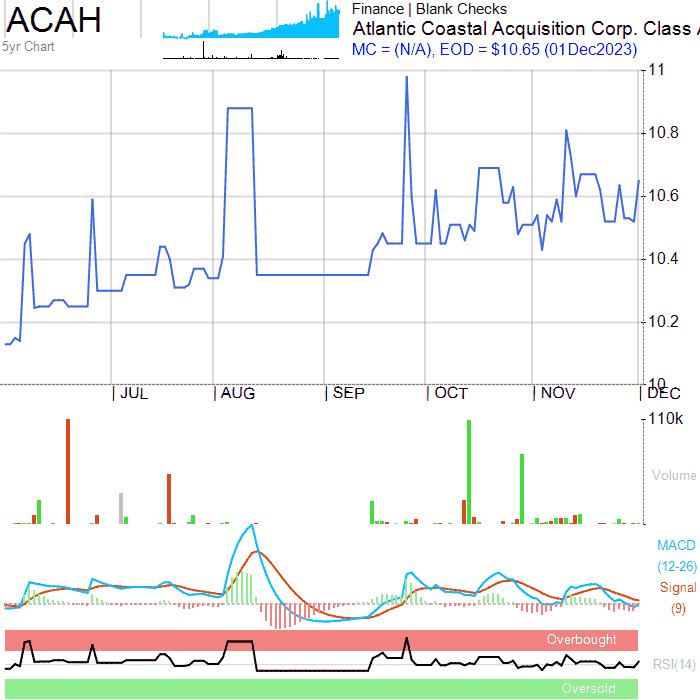 ACAH
5yr Chart
Finance | Blank Checks
Atlantic Coastal Acquisition Corp. Class A
MC = (N/A), EOD = $10.65 (01Dec2023)
11
10.8
10.6
10.4
10.2
10
JUL AUG SEP OCT NOV DEC
110k
Volume
MACD
(12-26)
Signal
(9)
Overbought
RSI(14)
Oversold